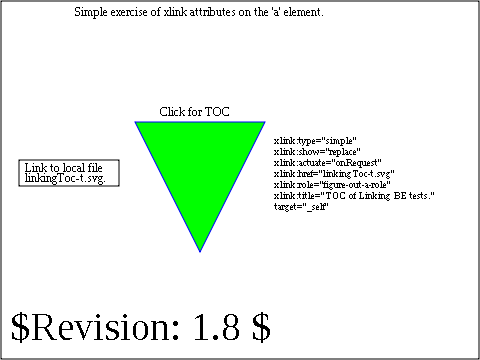 Simple exercise of xlink attributes on the 'a' element.
Click for TOC
Link to local file
linkingToc-t.svg.
xlink:type="simple"
xlink:show="replace"
xlink:actuate="onRequest"
xlink:href="linkingToc-t.svg"
xlink:role="figure-out-a-role"
xlink:title="TOC of Linking BE tests."
target="_self"
$Revision: 1.8 $